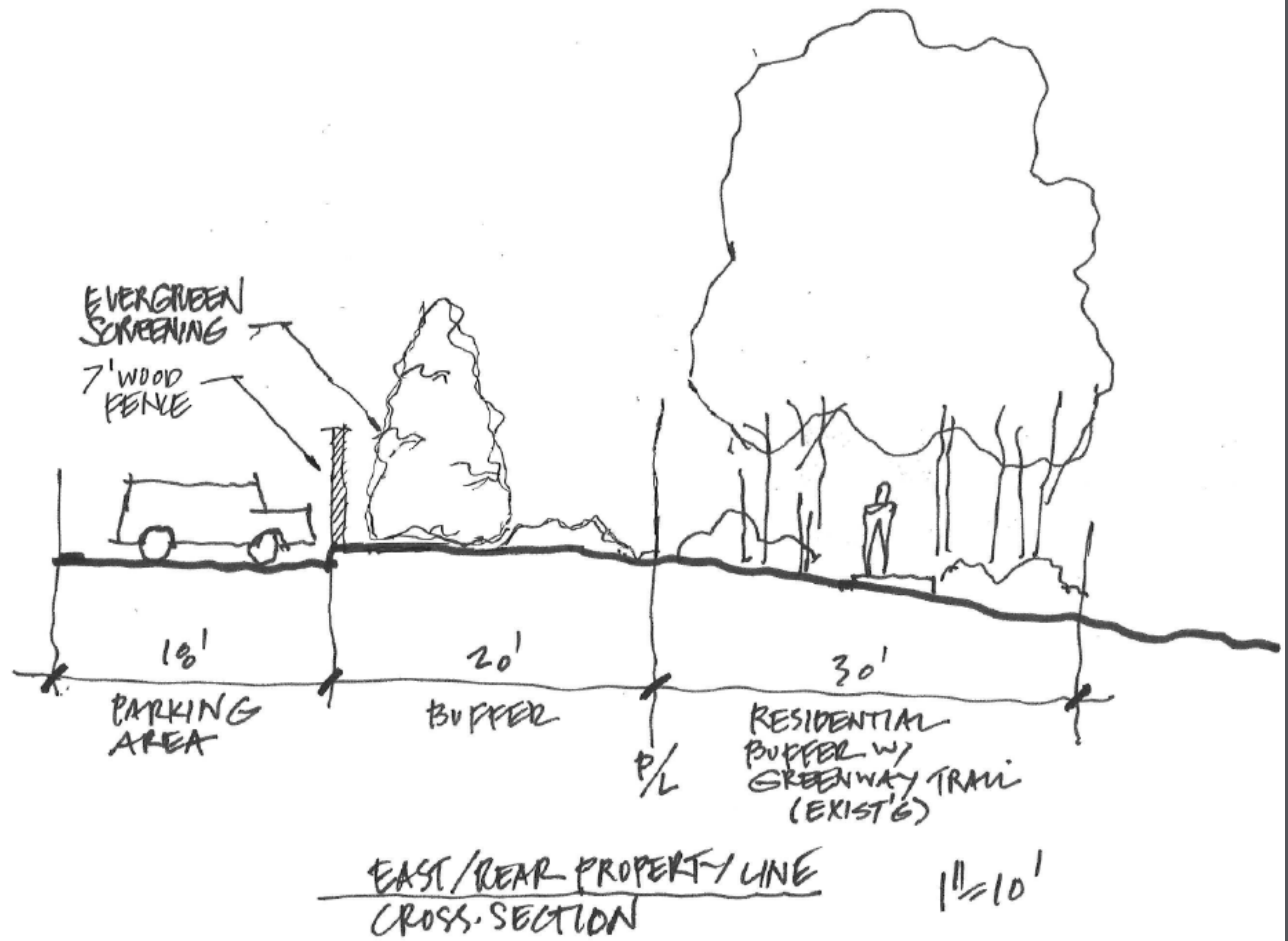 EVERGREEN
SCREENING
7' WOOD
FENCE
18'
PARKING
AREA
20'
BUFFER
P/L
30'
RESIDENTIAL
BUFFER W/
GREENWAY TRAIL
(EXIST'G)
EAST/REAR PROPERTY LINE
CROSS-SECTION
1"=10'